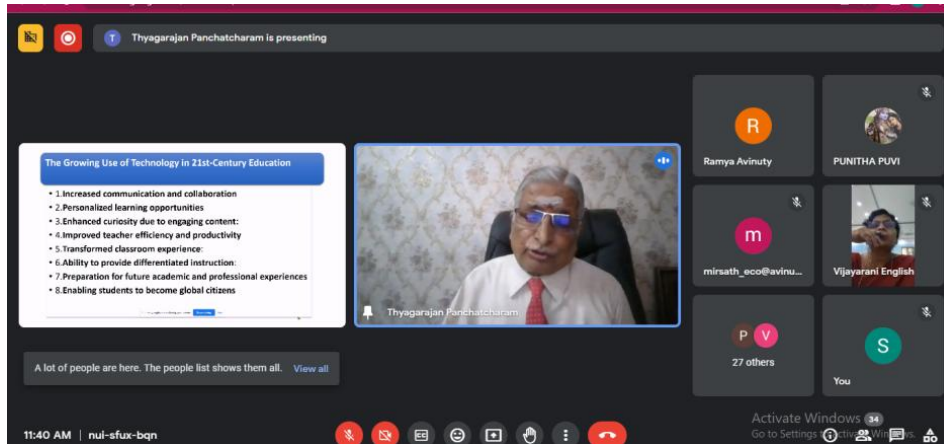 T Thyagarajan Panchatcharam is presenting
The Growing Use of Technology in 21st-Century Education
• 1.Increased communication and collaboration
• 2.Personalized learning opportunities
• 3.Enhanced curiosity due to engaging content:
• 4.Improved teacher efficiency and productivity
• 5.Transformed classroom experience:
• 6.Ability to provide differentiated instruction:
• 7.Preparation for future academic and professional experiences
• 8.Enabling students to become global citizens
Thyagarajan Panchatcharam
R
Ramya Avinuty
PUNITHA PUVI
m
mirsath_eco@avinu...
Vijayarani English
P V
27 others
S
You
A lot of people are here. The people list shows them all. View all
Activate Windows
Go to Settings
34
11:40 AM | nui-sfux-bqn
CC